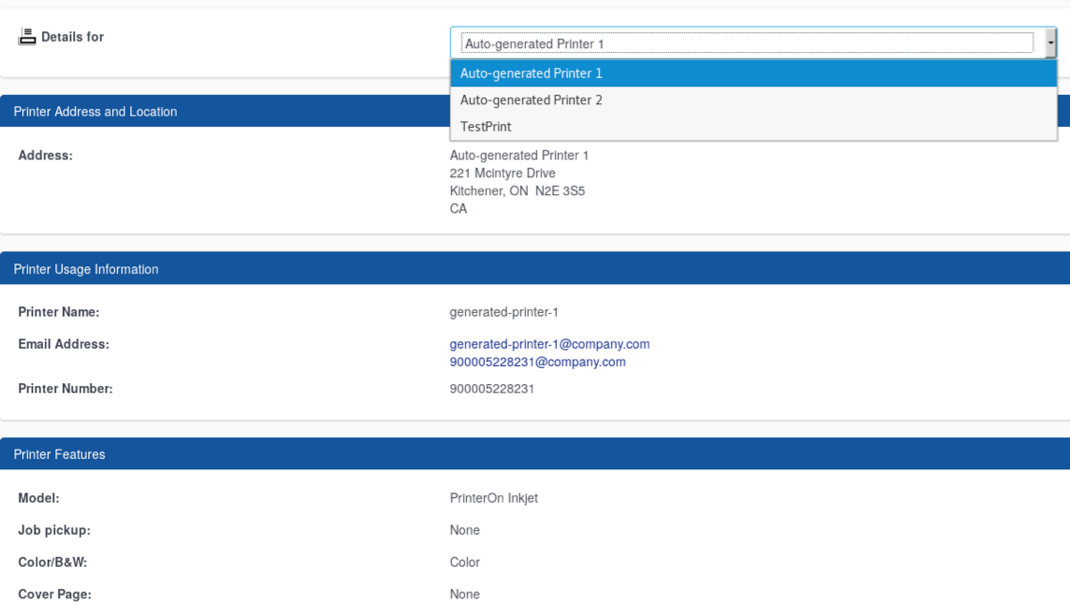 Details for
Auto-generated Printer 1
Auto-generated Printer 1
Auto-generated Printer 2
TestPrint
Printer Address and Location
Address:
Auto-generated Printer 1
221 Mcintyre Drive
Kitchener, ON  N2E 3S5
CA
Printer Usage Information
Printer Name: generated-printer-1
Email Address: generated-printer-1@company.com
900005228231@company.com
Printer Number: 900005228231
Printer Features
Model: PrinterOn Inkjet
Job pickup: None
Color/B&W: Color
Cover Page: None